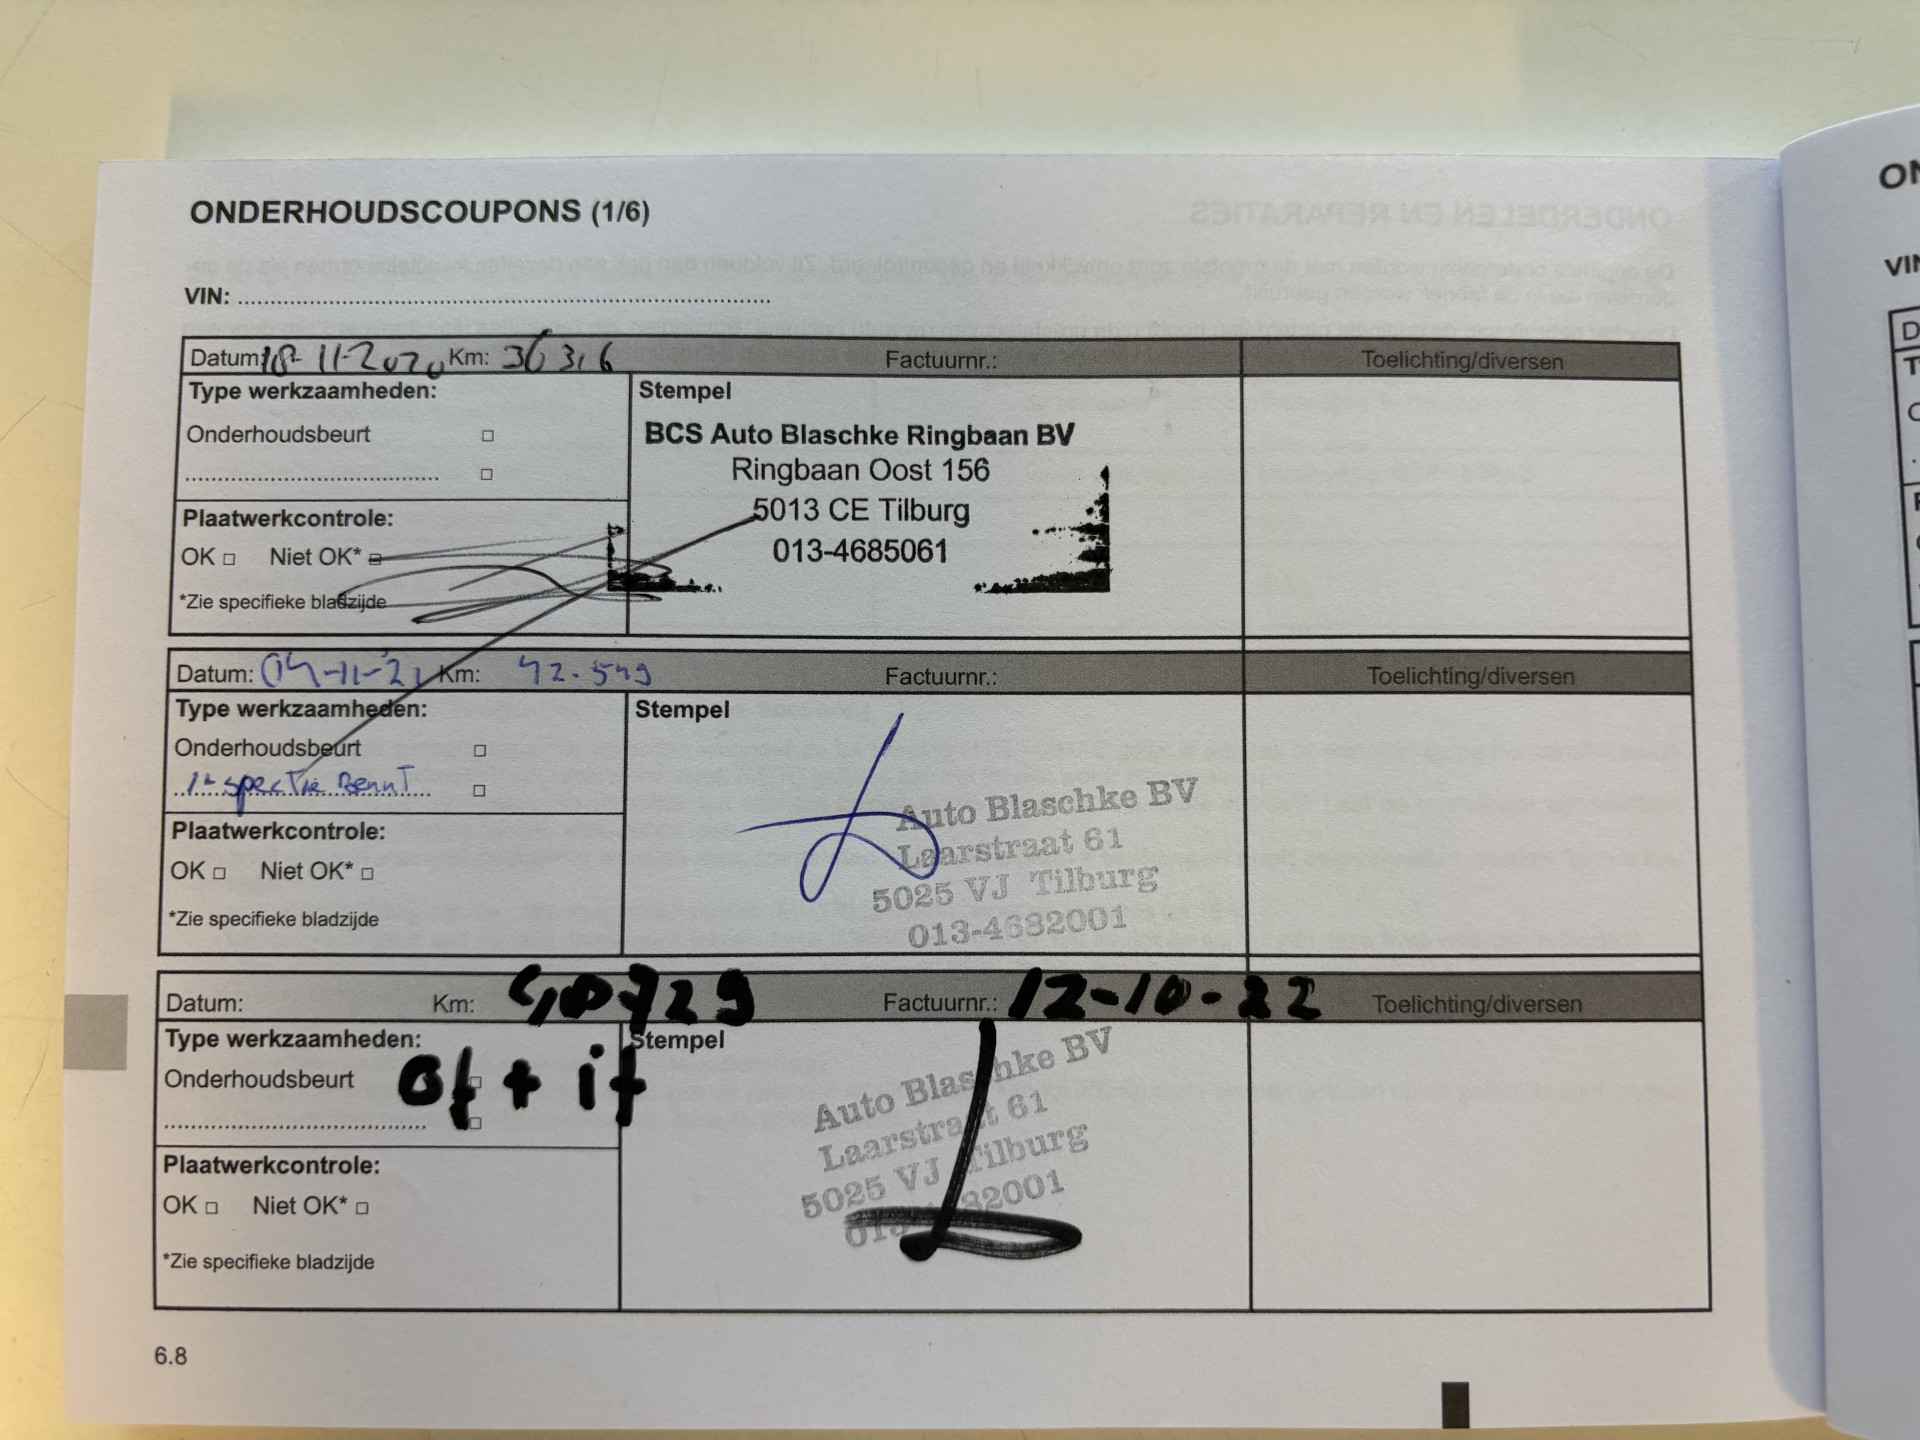 ONDERHOUDSCOUPONS (1/6)
VIN:
Datum: 18-11-2020 Km: 36316 Factuurnr.: Toelichting/diversen
Type werkzaamheden: Stempel
Onderhoudsbeurt
BCS Auto Blaschke Ringbaan BV
Ringbaan Oost 156
5013 CE Tilburg
013-4685061
Plaatwerkcontrole:
OK Niet OK*
*Zie specifieke bladzijde
Datum: 04-11-21 Km: 42.549 Factuurnr.: Toelichting/diversen
Type werkzaamheden: Stempel
Onderhoudsbeurt
Inspectie Beurt
Auto Blaschke BV
Laarstraat 61
5025 VJ Tilburg
013-4682001
Plaatwerkcontrole:
OK Niet OK*
*Zie specifieke bladzijde
Datum: Km: Factuurnr.: 12-10-22 Toelichting/diversen
Type werkzaamheden: Stempel
Onderhoudsbeurt of + if
Auto Blaschke BV
Laarstraat 61
5025 VJ Tilburg
Plaatwerkcontrole:
OK Niet OK*
*Zie specifieke bladzijde
6.8